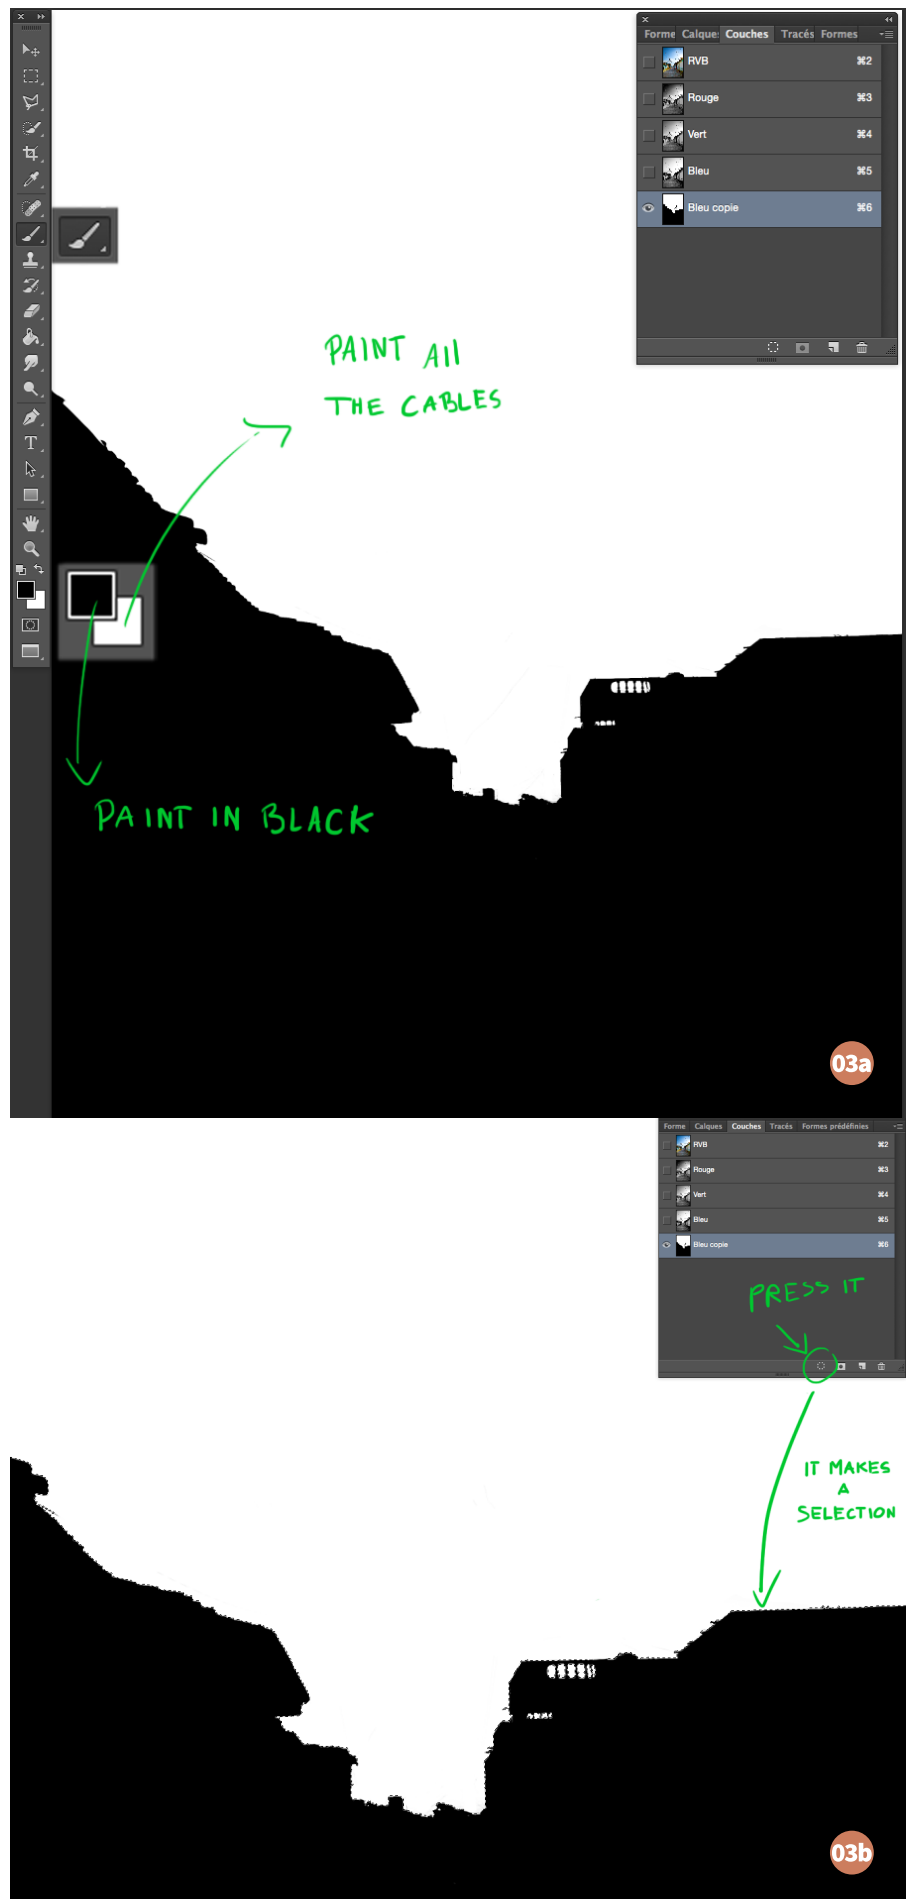 Forme Calque: Couches Tracés Formes
RVB ⌘2
Rouge ⌘3
Vert ⌘4
Bleu ⌘5
Bleu copie ⌘6
PAINT All
THE CABLES
T
PAINT IN BLACK
03a
Forme Calques Couches Tracés Formes prédéfinies
RVB ⌘2
Rouge ⌘3
Vert ⌘4
Bleu ⌘5
Bleu copie ⌘6
PRESS IT
IT MAKES
A
SELECTION
03b